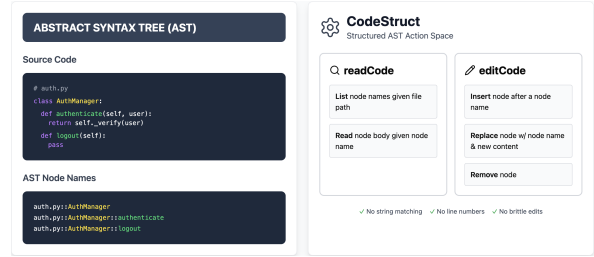 ABSTRACT SYNTAX TREE (AST)
Source Code
# auth.py
class AuthManager:
def authenticate(self, user):
return self._verify(user)
def logout(self):
pass
AST Node Names
auth.py::AuthManager
auth.py::AuthManager::authenticate
auth.py::AuthManager::logout
CodeStruct
Structured AST Action Space
readCode
List node names given file
path
Read node body given node
name
editCode
Insert node after a node
name
Replace node w/ node name
& new content
Remove node
✓ No string matching ✓ No line numbers ✓ No brittle edits